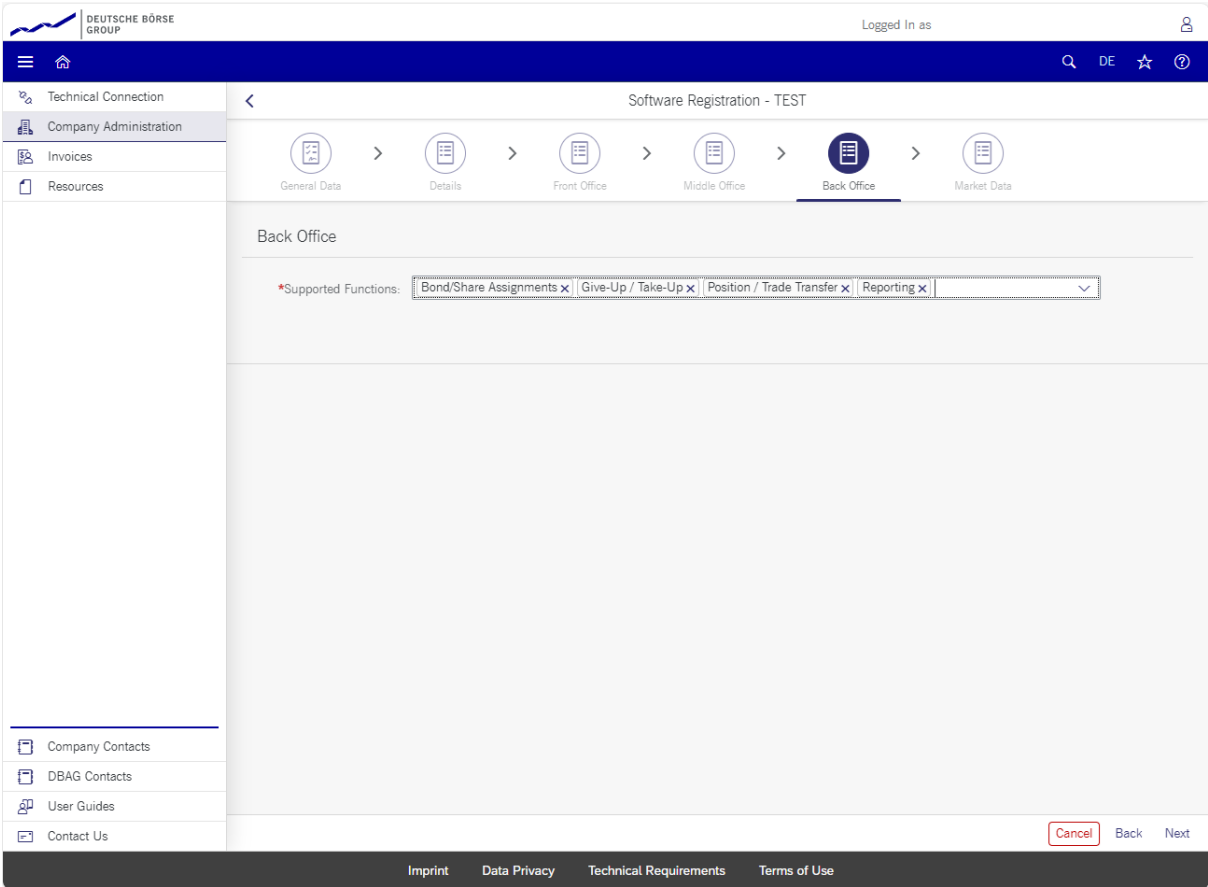 DEUTSCHE BÖRSE
GROUP
Logged In as
DE
Technical Connection
Company Administration
Invoices
Resources
Software Registration - TEST
General Data
Details
Front Office
Middle Office
Back Office
Market Data
Back Office
*Supported Functions: Bond/Share Assignments Give-Up / Take-Up Position / Trade Transfer Reporting
Company Contacts
DBAG Contacts
User Guides
Contact Us
Cancel Back Next
Imprint Data Privacy Technical Requirements Terms of Use